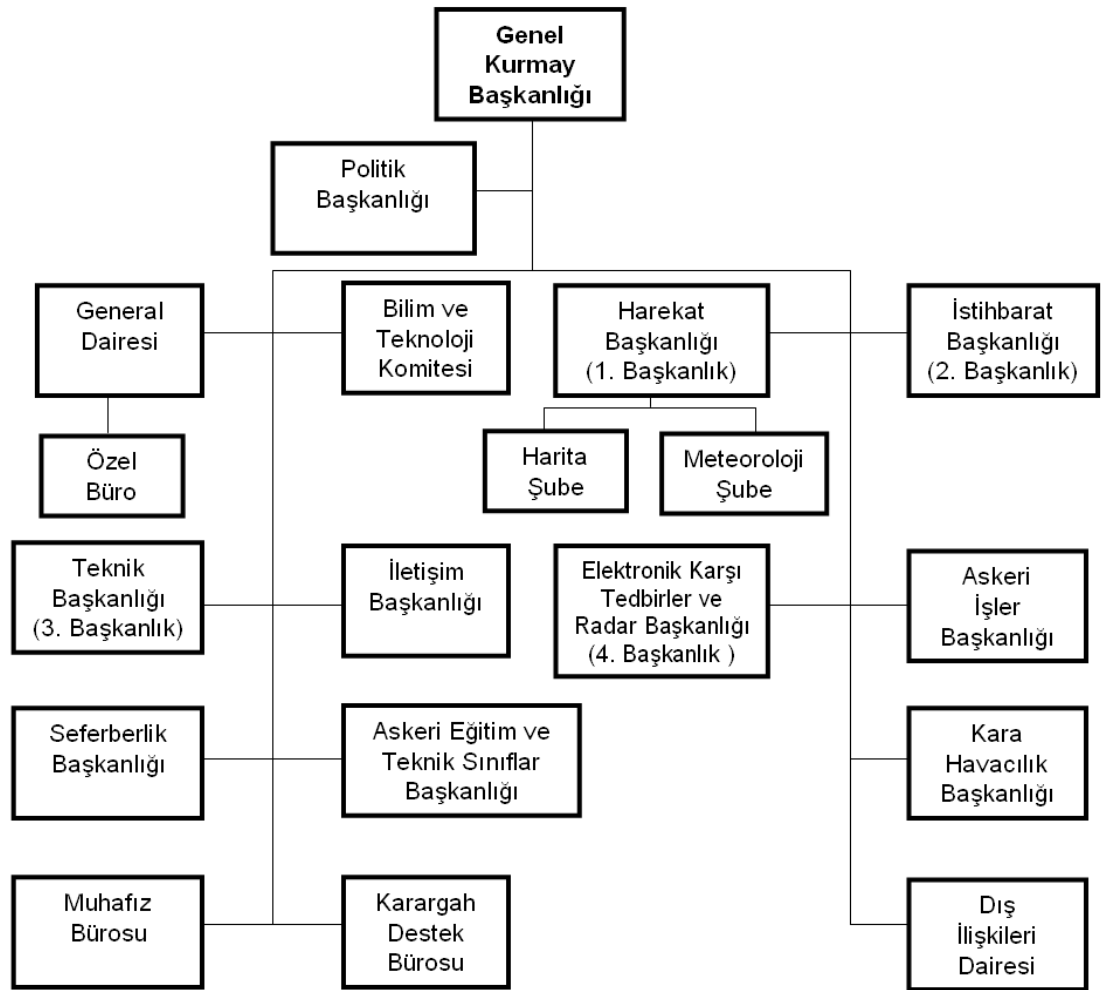 Genel
Kurmay
Başkanlığı
Politik
Başkanlığı
General
Dairesi
Bilim ve
Teknoloji
Komitesi
Harekat
Başkanlığı
(1. Başkanlık)
İstihbarat
Başkanlığı
(2. Başkanlık)
Özel
Büro
Harita
Şube
Meteoroloji
Şube
Teknik
Başkanlığı
(3. Başkanlık)
İletişim
Başkanlığı
Elektronik Karşı
Tedbirler ve
Radar Başkanlığı
(4. Başkanlık )
Askeri
İşler
Başkanlığı
Seferberlik
Başkanlığı
Askeri Eğitim ve
Teknik Sınıflar
Başkanlığı
Kara
Havacılık
Başkanlığı
Muhafız
Bürosu
Karargah
Destek
Bürosu
Dış
İlişkileri
Dairesi